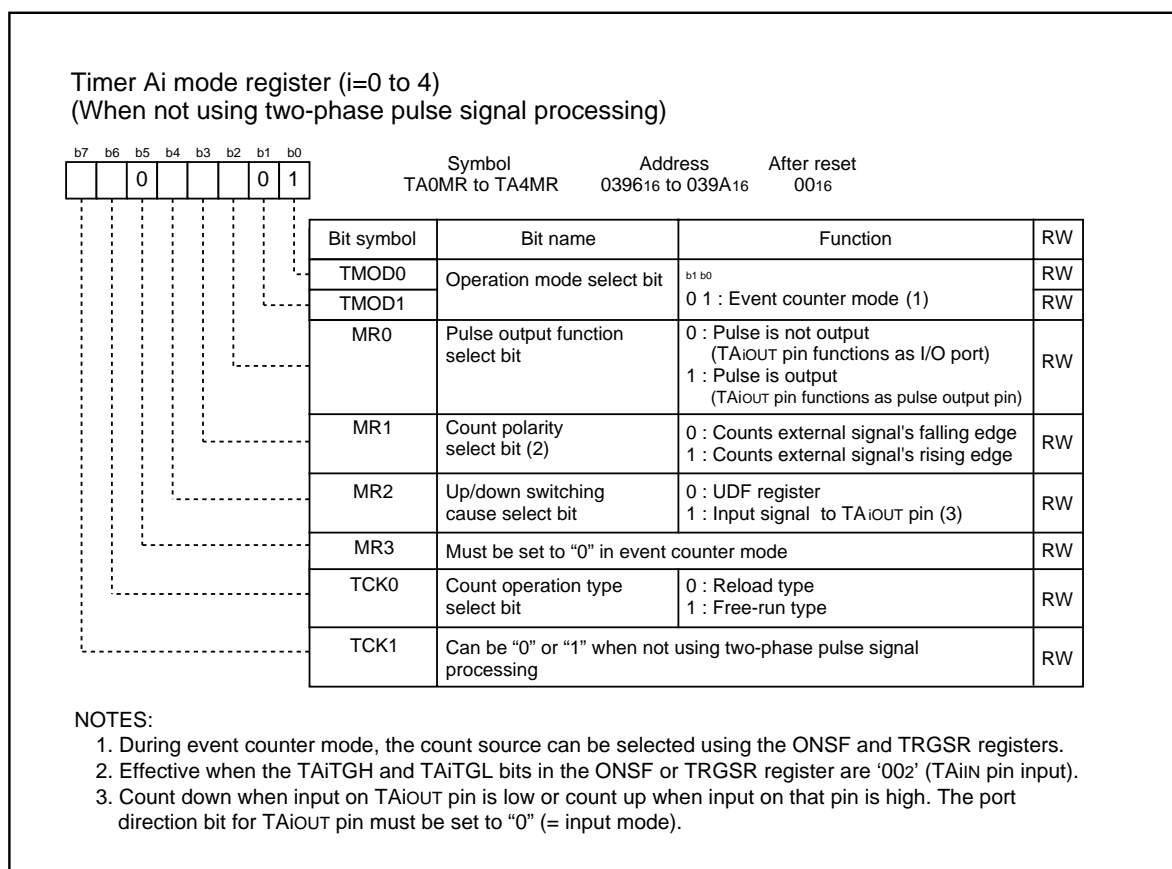 Timer Ai mode register (i=0 to 4)
(When not using two-phase pulse signal processing)
b7 b6 b5 b4 b3 b2 b1 b0
0 0 1
Symbol Address After reset
TA0MR to TA4MR 039616 to 039A16 0016
Bit symbol Bit name Function RW
TMOD0 Operation mode select bit b1 b0 RW
TMOD1 0 1 : Event counter mode (1) RW
MR0 Pulse output function 0 : Pulse is not output
select bit (TAiOUT pin functions as I/O port) RW
1 : Pulse is output
(TAiOUT pin functions as pulse output pin)
MR1 Count polarity 0 : Counts external signal's falling edge RW
select bit (2) 1 : Counts external signal's rising edge
MR2 Up/down switching 0 : UDF register RW
cause select bit 1 : Input signal to TAiOUT pin (3)
MR3 Must be set to “0” in event counter mode RW
TCK0 Count operation type 0 : Reload type RW
select bit 1 : Free-run type
TCK1 Can be “0” or “1” when not using two-phase pulse signal RW
processing
NOTES:
1. During event counter mode, the count source can be selected using the ONSF and TRGSR registers.
2. Effective when the TAiTGH and TAiTGL bits in the ONSF or TRGSR register are ‘002’ (TAiIN pin input).
3. Count down when input on TAiOUT pin is low or count up when input on that pin is high. The port
direction bit for TAiOUT pin must be set to “0” (= input mode).